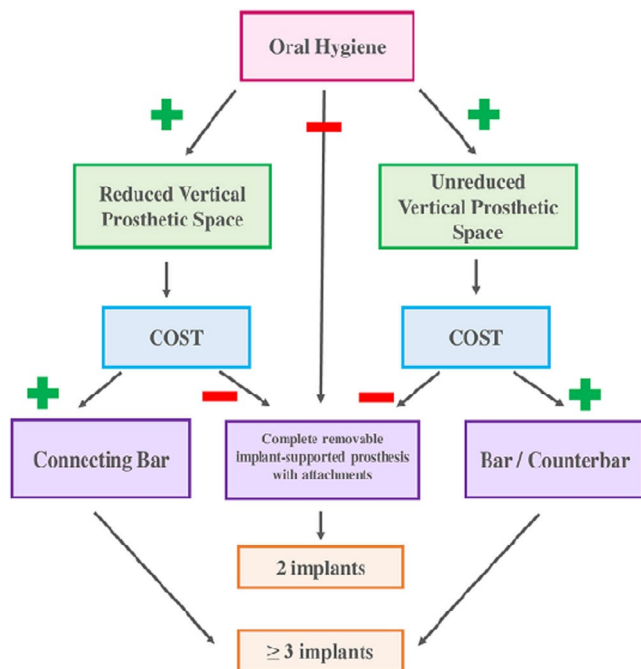 Oral Hygiene
Reduced Vertical
Prosthetic Space
Unreduced
Vertical Prosthetic
Space
COST
COST
Connecting Bar
Complete removable
implant-supported prosthesis
with attachments
Bar / Counterbar
2 implants
≥ 3 implants